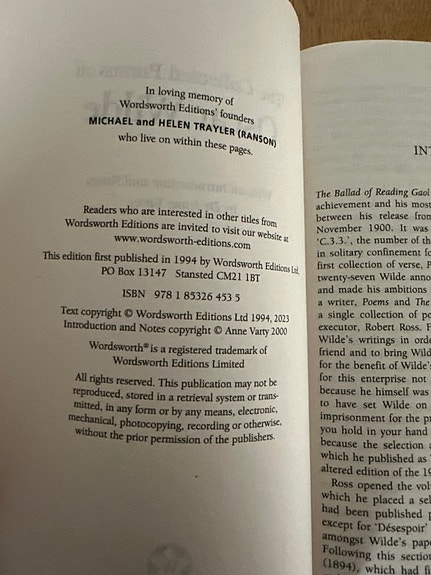 In loving memory of
Wordsworth Editions' founders
MICHAEL and HELEN TRAYLER (RANSON)
who live on within these pages.
Readers who are interested in other titles from
Wordsworth Editions are invited to visit our website at
www.wordsworth-editions.com
This edition first published in 1994 by Wordsworth Editions Ltd,
PO Box 13147 Stansted CM21 1BT
ISBN 978 1 85326 453 5
Text copyright © Wordsworth Editions Ltd 1994, 2023
Introduction and Notes copyright © Anne Varty 2000
Wordsworth® is a registered trademark of
Wordsworth Editions Limited
All rights reserved. This publication may not be
reproduced, stored in a retrieval system or trans-
mitted, in any form or by any means, electronic,
mechanical, photocopying, recording or otherwise,
without the prior permission of the publishers.
The Ballad of Reading Gaol
achievement and his most
between his release from
November 1900. It was
'C.3.3.', the number of th
in solitary confinement fo
first collection of verse, P
twenty-seven Wilde anno
and made his ambitions
a writer, Poems and The
a single collection of po
executor, Robert Ross. F
Wilde's writings in orde
friend and to bring Wild
for the benefit of Wilde's
for this enterprise not
because he himself was
to have set Wilde on
imprisonment for the pu
you hold in your hand
because the selection a
which he published as
altered edition of the 19
Ross opened the vol
which he placed a sel
had been published p
except for 'Désespoir'
amongst Wilde's pape
Following this section
(1894), which had fi